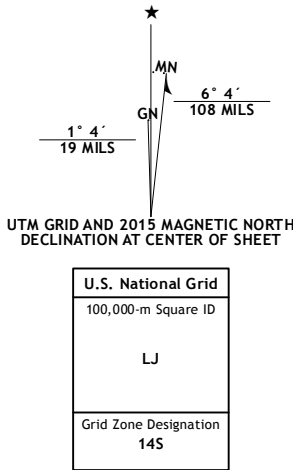 MN
GN
6° 4´
108 MILS
1° 4´
19 MILS
UTM GRID AND 2015 MAGNETIC NORTH
DECLINATION AT CENTER OF SHEET
U.S. National Grid
100,000-m Square ID
LJ
Grid Zone Designation
14S